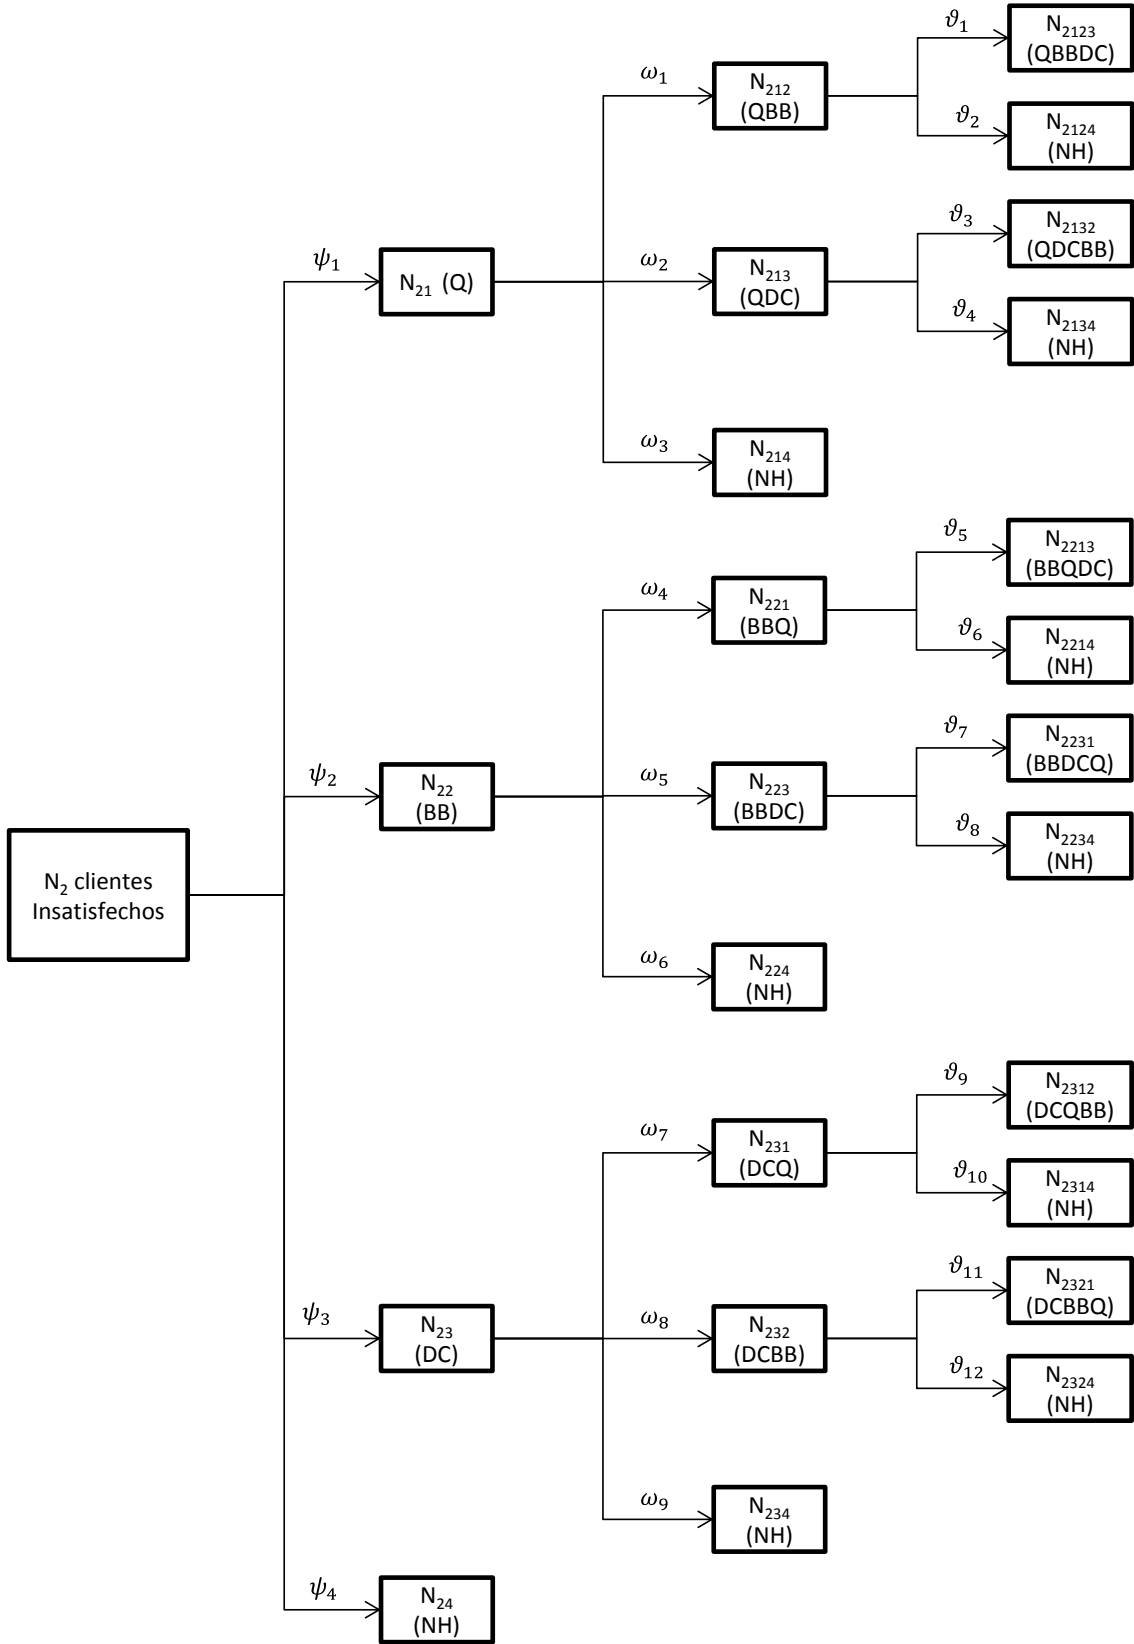 ϑ₁
N₂₁₂₃
(QBBDC)
ω₁
N₂₁₂
(QBB)
ϑ₂
N₂₁₂₄
(NH)
ϑ₃
N₂₁₃₂
(QDCBB)
ψ₁
N₂₁ (Q)
ω₂
N₂₁₃
(QDC)
ϑ₄
N₂₁₃₄
(NH)
ω₃
N₂₁₄
(NH)
ϑ₅
N₂₂₁₃
(BBQDC)
ω₄
N₂₂₁
(BBQ)
ϑ₆
N₂₂₁₄
(NH)
ϑ₇
N₂₂₃₁
(BBDCQ)
ψ₂
N₂₂
(BB)
ω₅
N₂₂₃
(BBDC)
ϑ₈
N₂₂₃₄
(NH)
N₂ clientes
Insatisfechos
ω₆
N₂₂₄
(NH)
ϑ₉
N₂₃₁₂
(DCQBB)
ω₇
N₂₃₁
(DCQ)
ϑ₁₀
N₂₃₁₄
(NH)
ϑ₁₁
N₂₃₂₁
(DCBBQ)
ψ₃
N₂₃
(DC)
ω₈
N₂₃₂
(DCBB)
ϑ₁₂
N₂₃₂₄
(NH)
ω₉
N₂₃₄
(NH)
ψ₄
N₂₄
(NH)